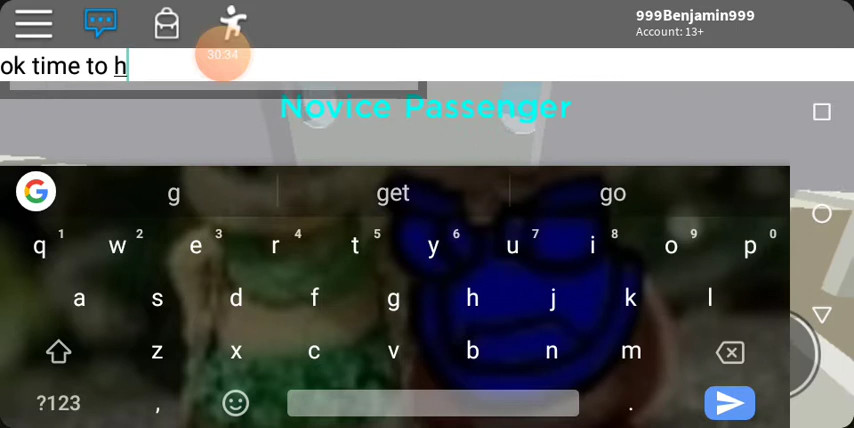 999Benjamin999
Account: 13+
30:34
ok time to h
Novice Passenger
g get go
q 1 w 2 e 3 r 4 t 5 y 6 u 7 i 8 o 9 p 0
a s d f g h j k l
z x c v b n m
?123 , .